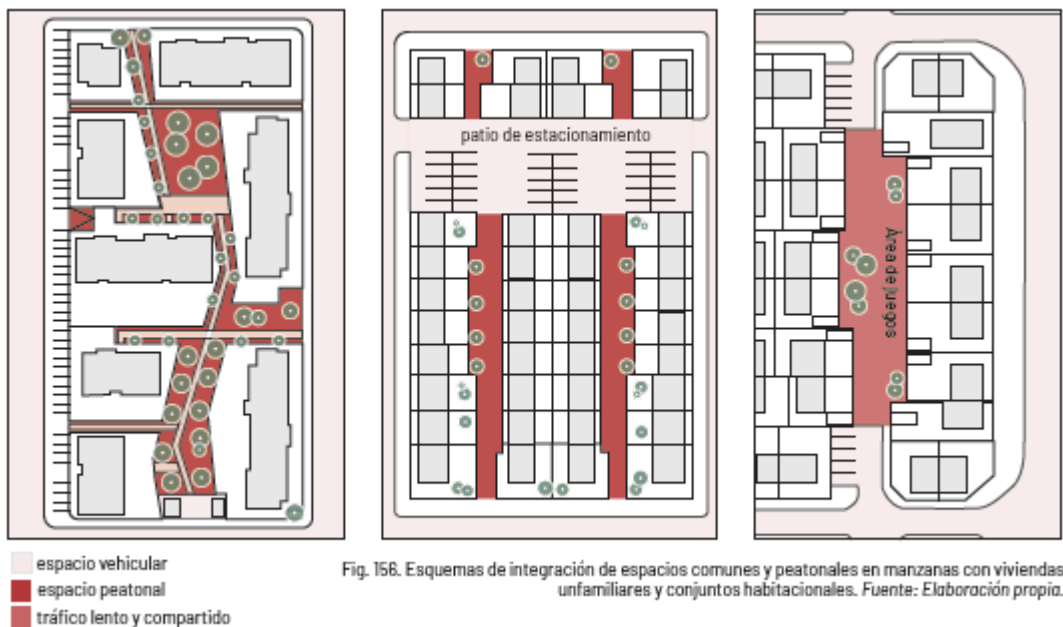 patio de estacionamiento
Área de juegos
espacio vehicular
espacio peatonal
tráfico lento y compartido
Fig. 156. Esquemas de integración de espacios comunes y peatonales en manzanas con viviendas
unfamiliares y conjuntos habitacionales. Fuente: Elaboración propia.